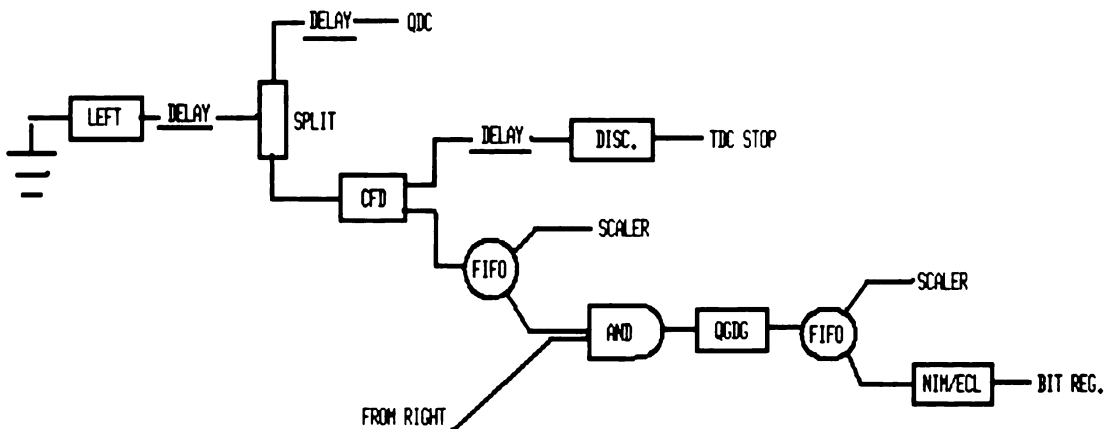 DELAY QDC
LEFT DELAY SPLIT
DELAY DISC. TDC STOP
CFD
SCALER
FIFO
SCALER
AND QGDG FIFO
NIM/ECL BIT REG.
FROM RIGHT